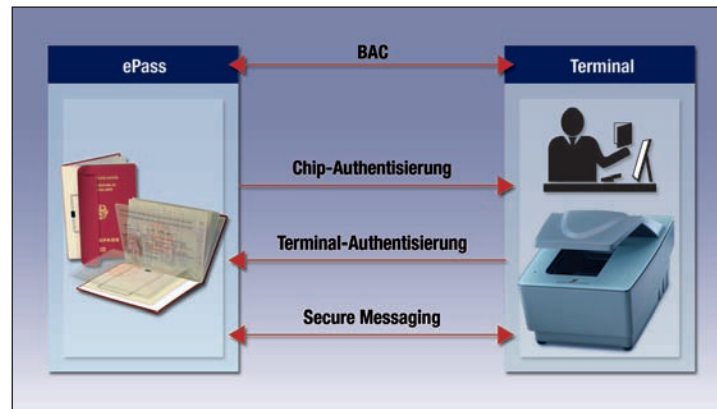 BAC
ePass
Terminal
Chip-Authentisierung
Terminal-Authentisierung
Secure Messaging